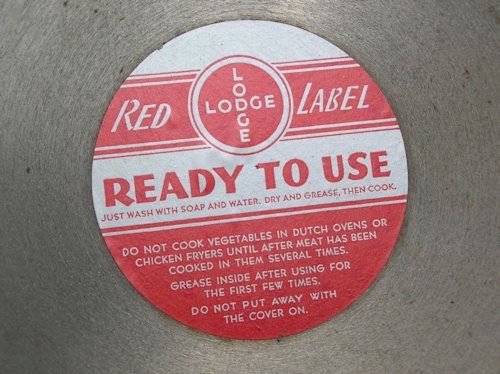 LODGE
LODGE
RED LABEL
READY TO USE
JUST WASH WITH SOAP AND WATER. DRY AND GREASE, THEN COOK.
DO NOT COOK VEGETABLES IN DUTCH OVENS OR
CHICKEN FRYERS UNTIL AFTER MEAT HAS BEEN
COOKED IN THEM SEVERAL TIMES.
GREASE INSIDE AFTER USING FOR
THE FIRST FEW TIMES.
DO NOT PUT AWAY WITH
THE COVER ON.